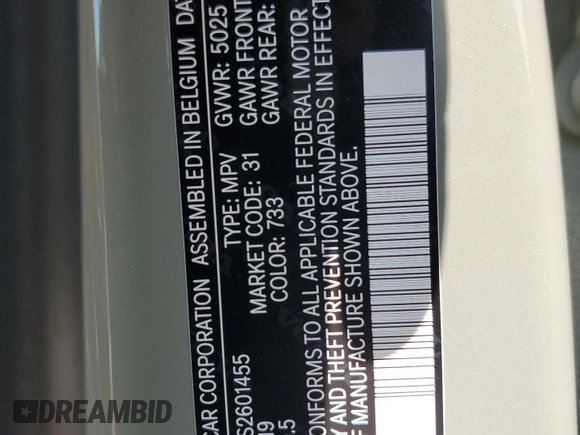 CAR CORPORATION ASSEMBLED IN BELGIUM DA
GVWR: 5025
GAWR FRONT
GAWR REAR:
S2601455 TYPE: MPV
MARKET CODE: 31
19 COLOR: 733
.5
CONFORMS TO ALL APPLICABLE FEDERAL MOTOR
Y AND THEFT PREVENTION STANDARDS IN EFFECT
F MANUFACTURE SHOWN ABOVE.
DREAMBID